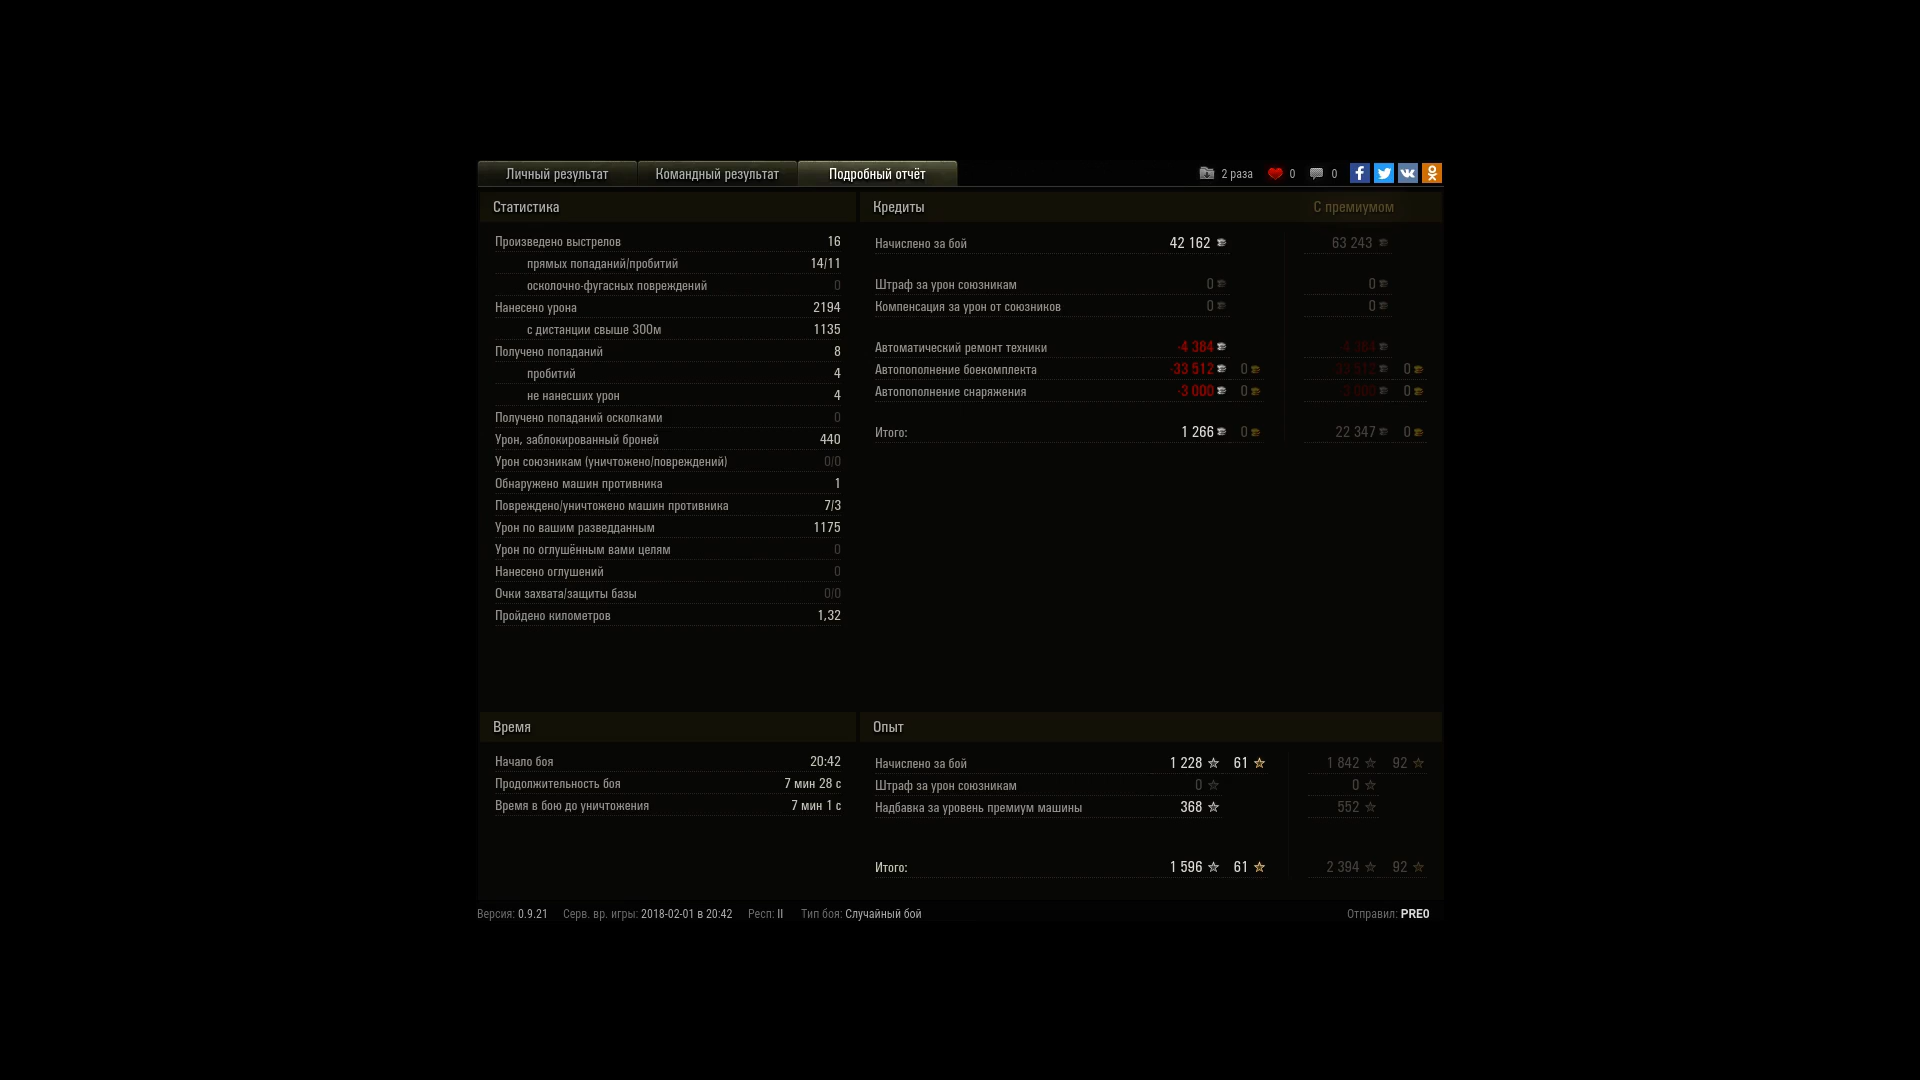 Личный результат Командный результат Подробный отчёт 2 раза 0 0
Статистика
Произведено выстрелов 16
прямых попаданий/пробитий 14/11
осколочно-фугасных повреждений 0
Нанесено урона 2194
с дистанции свыше 300м 1135
Получено попаданий 8
пробитий 4
не нанесших урон 4
Получено попаданий осколками 0
Урон, заблокированный броней 440
Урон союзникам (уничтожено/повреждений) 0/0
Обнаружено машин противника 1
Повреждено/уничтожено машин противника 7/3
Урон по вашим разведданным 1175
Урон по оглушённым вами целям 0
Нанесено оглушений 0
Очки захвата/защиты базы 0/0
Пройдено километров 1,32
Кредиты С премиумом
Начислено за бой 42 162 63 243
Штраф за урон союзникам 0 0
Компенсация за урон от союзников 0 0
Автоматический ремонт техники -4 384 -4 384
Автопополнение боекомплекта -33 512 0 -33 512 0
Автопополнение снаряжения -3 000 0 -3 000 0
Итого: 1 266 0 22 347 0
Время
Начало боя 20:42
Продолжительность боя 7 мин 28 с
Время в бою до уничтожения 7 мин 1 с
Опыт
Начислено за бой 1 228 61 1 842 92
Штраф за урон союзникам 0 0
Надбавка за уровень премиум машины 368 552
Итого: 1 596 61 2 394 92
Версия: 0.9.21 Серв. вр. игры: 2018-02-01 в 20:42 Респ: II Тип боя: Случайный бой Отправил: PRE0